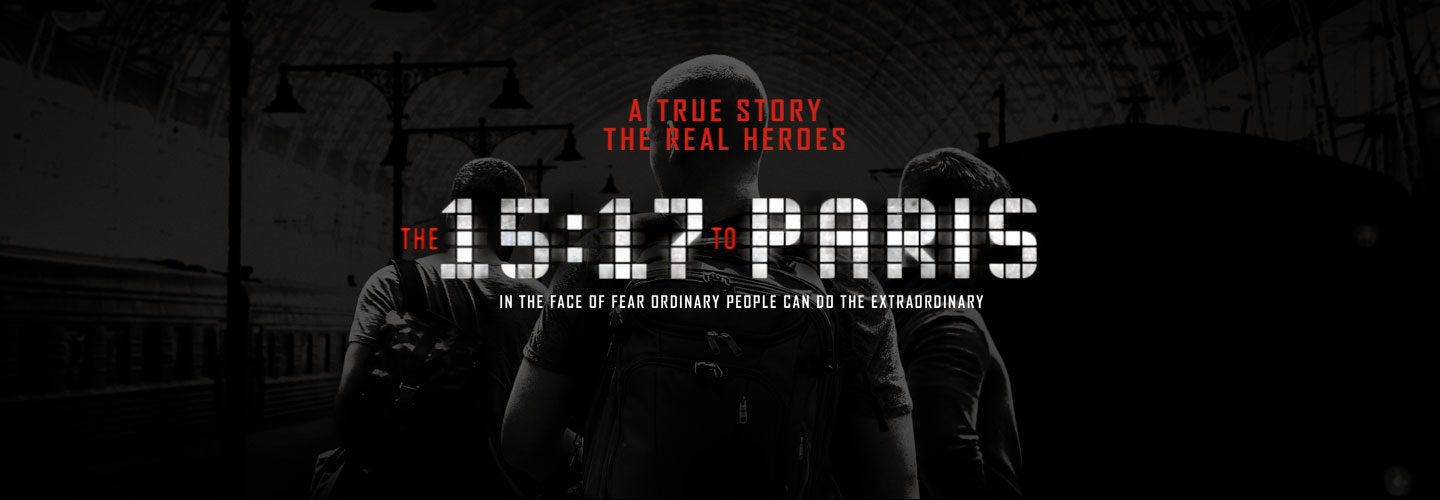 A TRUE STORY
THE REAL HEROES
THE 15:17 TO PARIS
IN THE FACE OF FEAR ORDINARY PEOPLE CAN DO THE EXTRAORDINARY